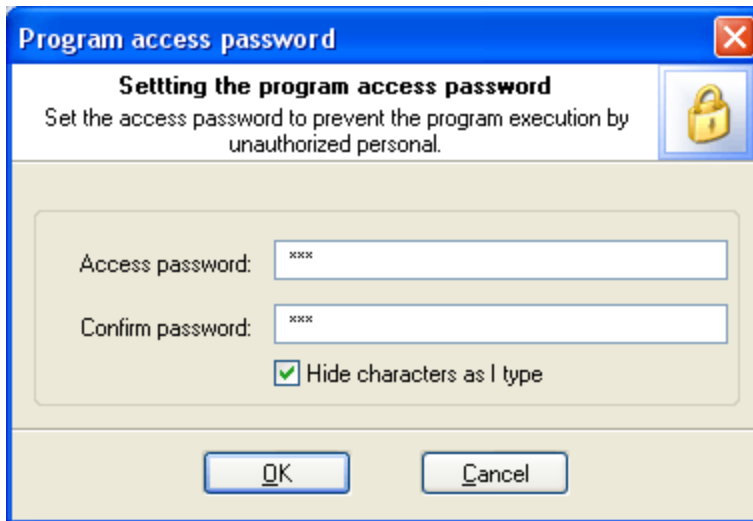 Program access password
Settting the program access password
Set the access password to prevent the program execution by
unauthorized personal.
Access password: ***
Confirm password: ***
Hide characters as I type
OK Cancel